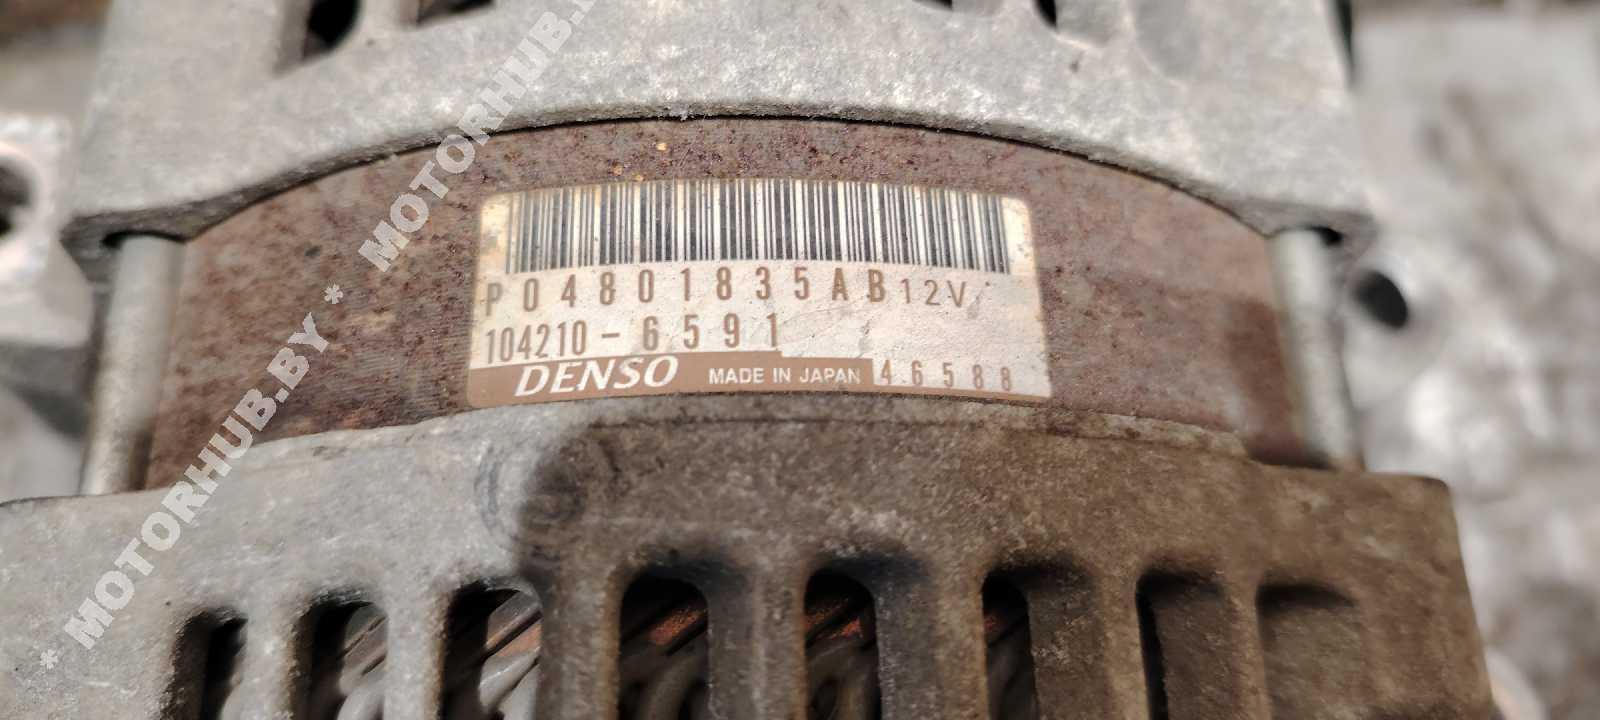 P04801835AB 12V
104210-6591
DENSO MADE IN JAPAN 46588
* MOTORHUB.BY * MOTORHUB.BY